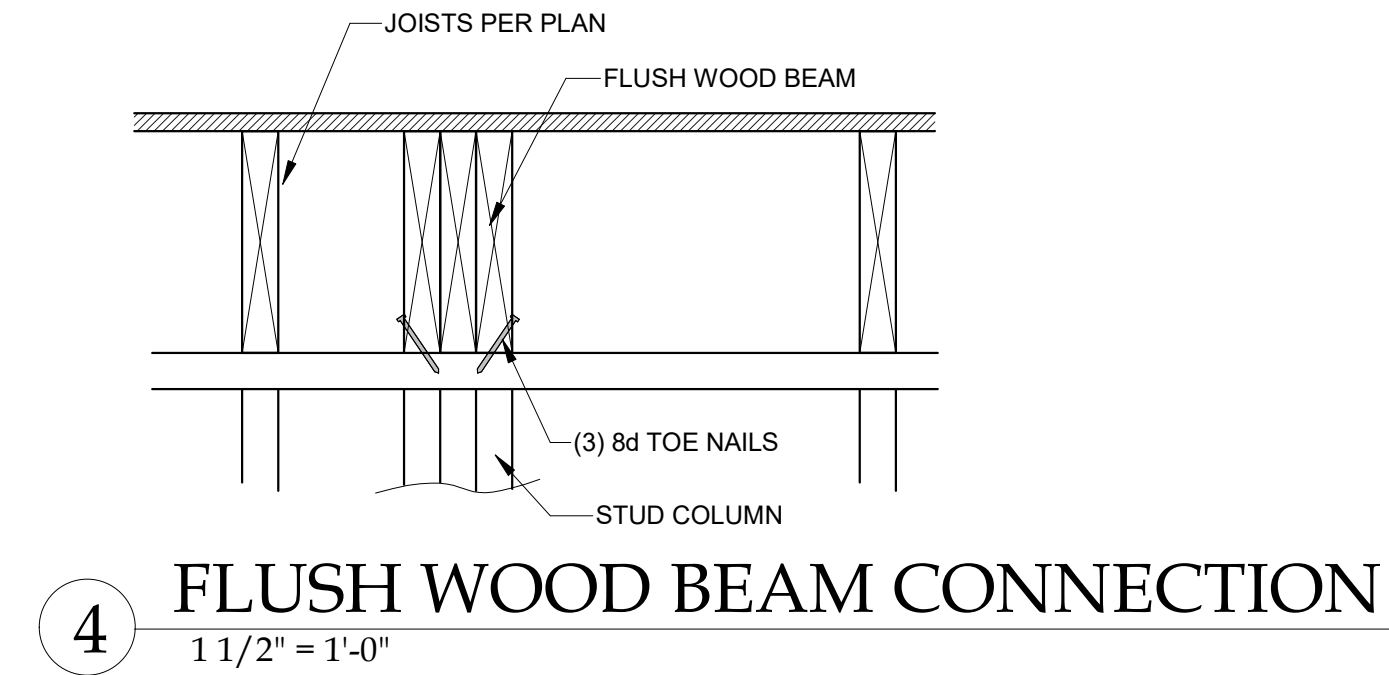 JOISTS PER PLAN
FLUSH WOOD BEAM
(3) 8d TOE NAILS
STUD COLUMN
4
FLUSH WOOD BEAM CONNECTION
1 1/2" = 1'-0"